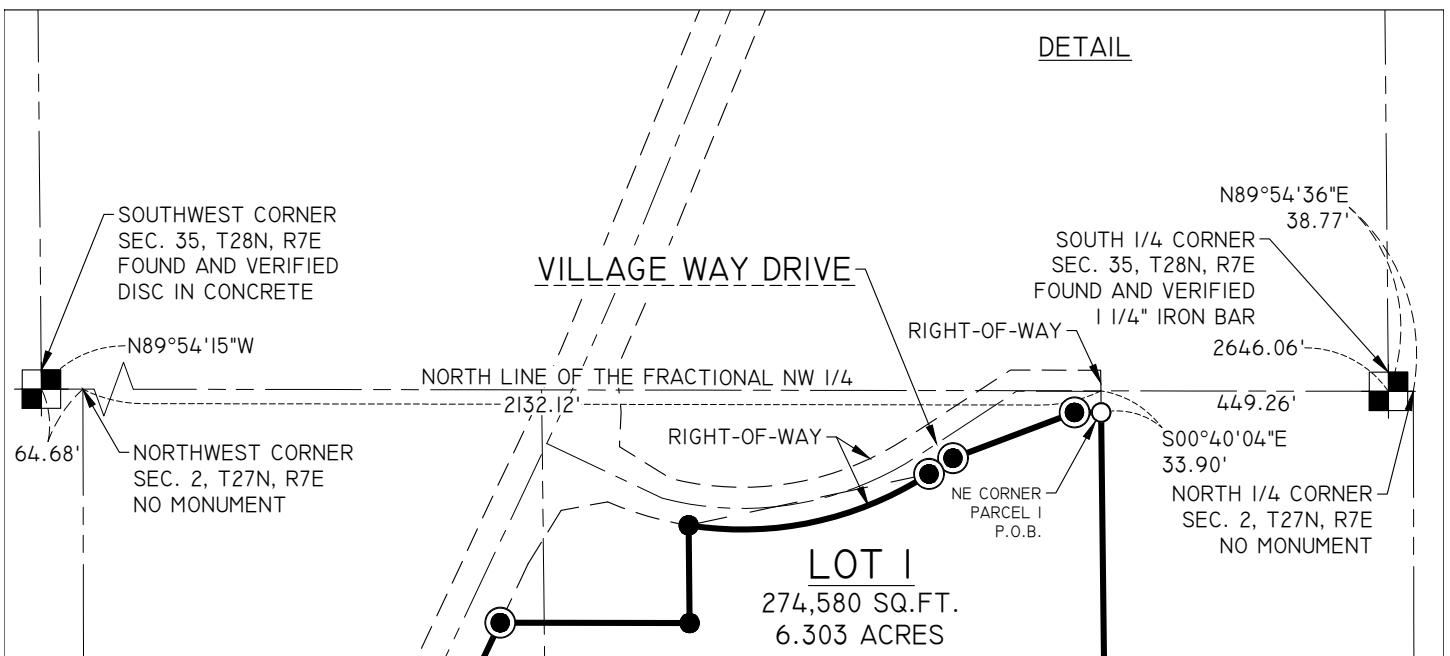 DETAIL
SOUTHWEST CORNER
SEC. 35, T28N, R7E
FOUND AND VERIFIED
DISC IN CONCRETE
N89°54'15"W
64.68'
NORTHWEST CORNER
SEC. 2, T27N, R7E
NO MONUMENT
VILLAGE WAY DRIVE
NORTH LINE OF THE FRACTIONAL NW 1/4
2132.12'
RIGHT-OF-WAY
RIGHT-OF-WAY
N89°54'36"E
38.77'
SOUTH 1/4 CORNER
SEC. 35, T28N, R7E
FOUND AND VERIFIED
1 1/4" IRON BAR
2646.06'
449.26'
S00°40'04"E
33.90'
NE CORNER
PARCEL 1
P.O.B.
NORTH 1/4 CORNER
SEC. 2, T27N, R7E
NO MONUMENT
LOT 1
274,580 SQ.FT.
6.303 ACRES